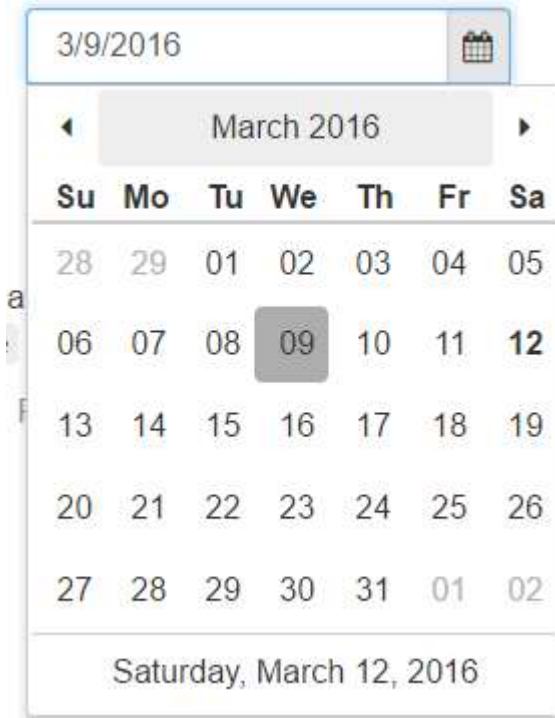 3/9/2016
March 2016
Su Mo Tu We Th Fr Sa
28 29 01 02 03 04 05
a
06 07 08 09 10 11 12
13 14 15 16 17 18 19
20 21 22 23 24 25 26
27 28 29 30 31 01 02
Saturday, March 12, 2016